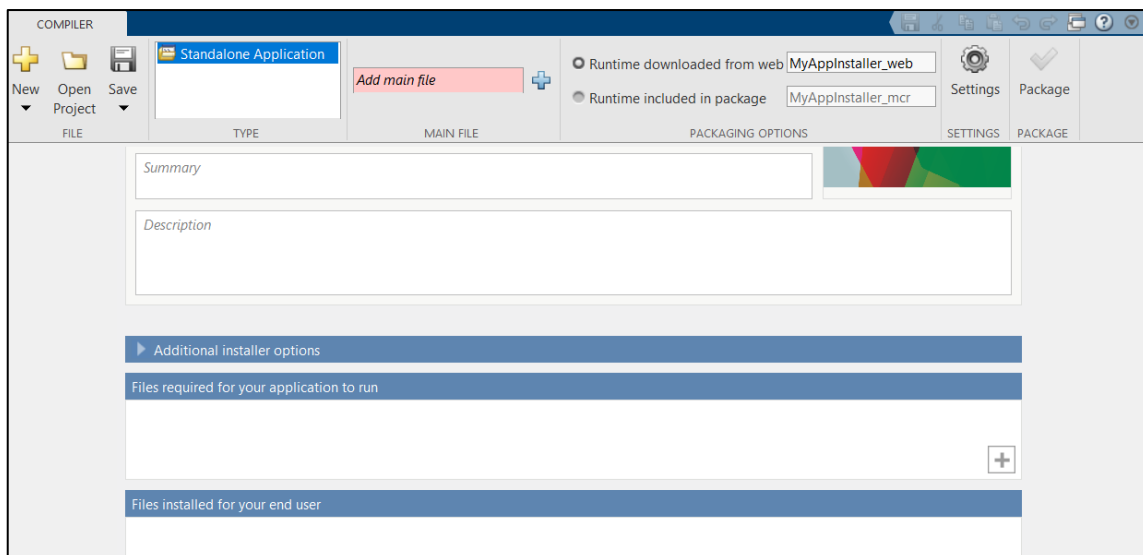 COMPILER
New
Open
Project
Save
FILE
Standalone Application
TYPE
Add main file
MAIN FILE
Runtime downloaded from web MyAppInstaller_web
Runtime included in package MyAppInstaller_mcr
PACKAGING OPTIONS
Settings
SETTINGS
Package
PACKAGE
Summary
Description
Additional installer options
Files required for your application to run
Files installed for your end user